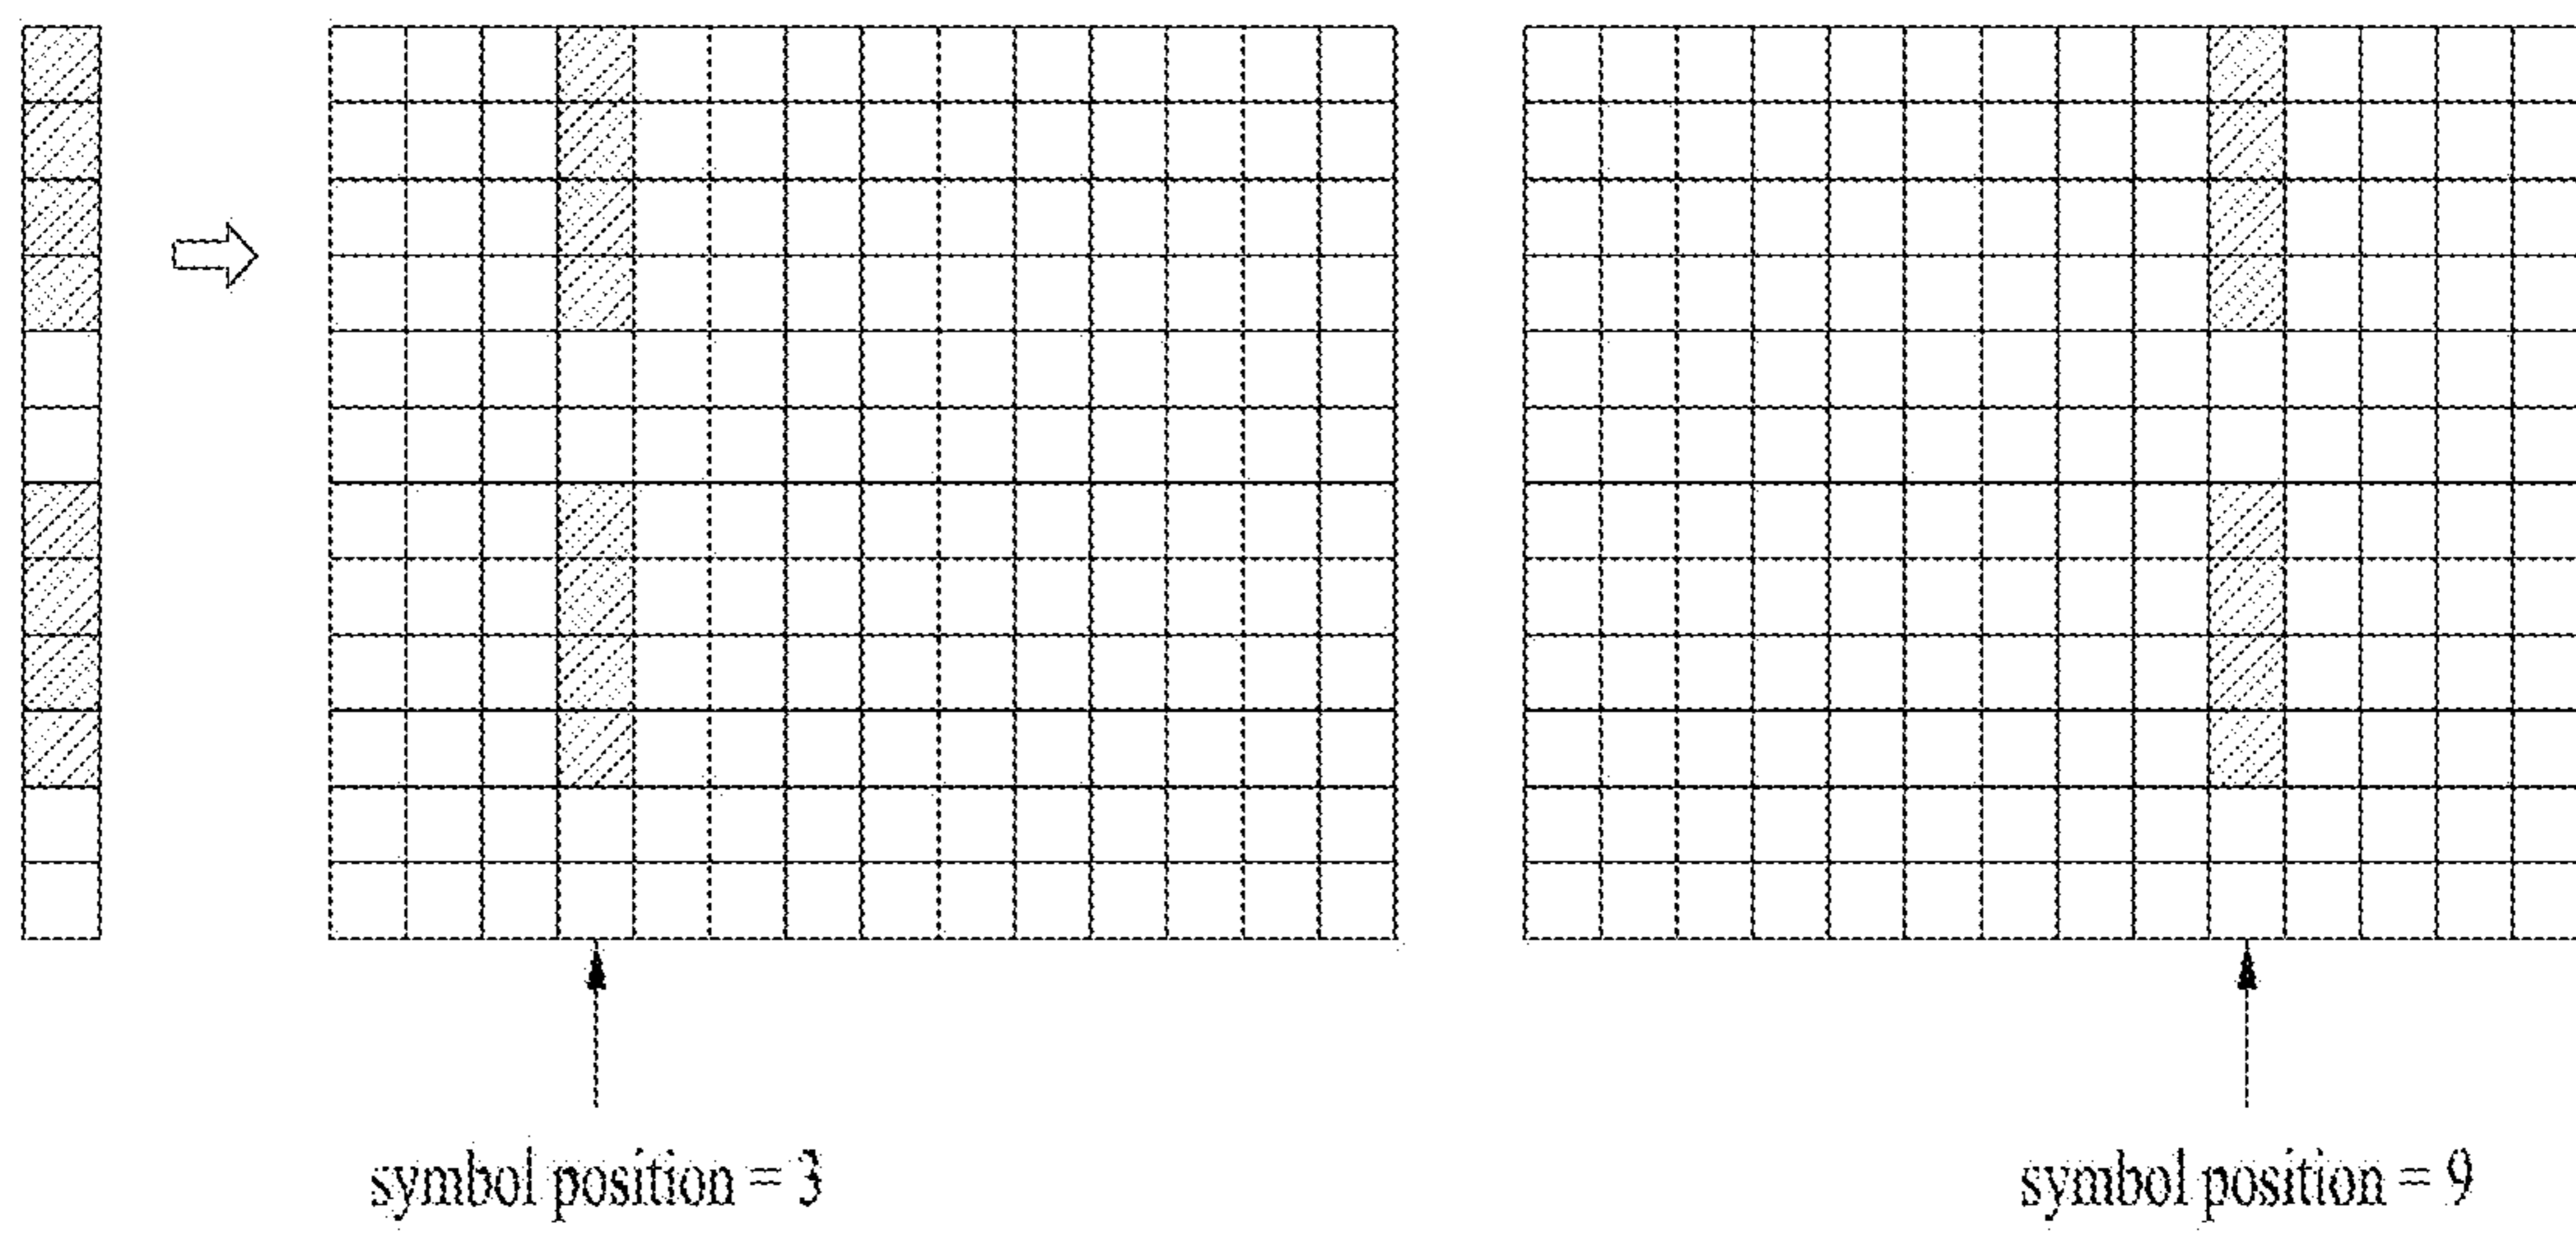 symbol position = 3
symbol position = 9